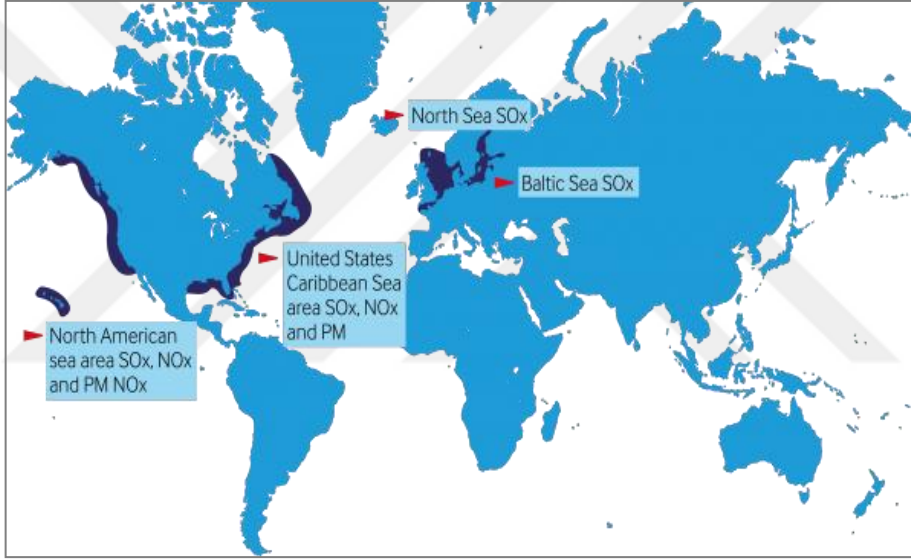 North Sea SOx
Baltic Sea SOx
United States
Caribbean Sea
area SOx, NOx
and PM
North American
sea area SOx, NOx
and PM NOx